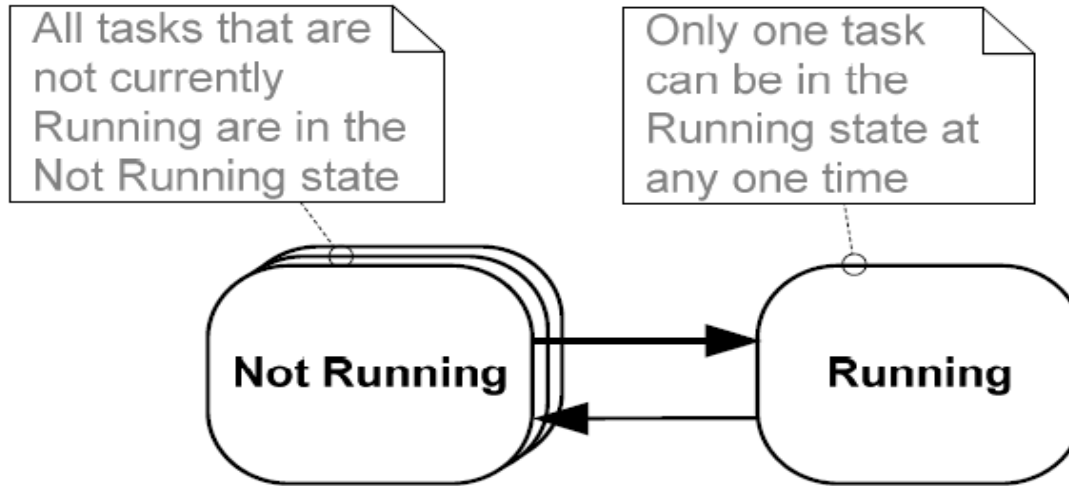 All tasks that are
not currently
Running are in the
Not Running state
Only one task
can be in the
Running state at
any one time
Not Running
Running